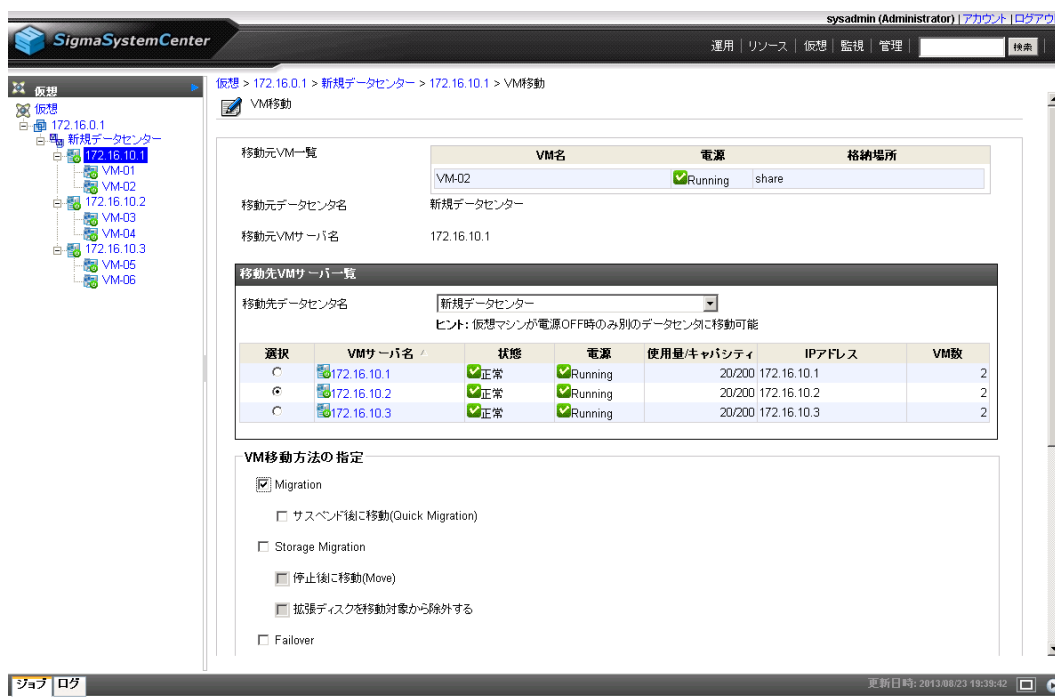 sysadmin (Administrator) | アカウント | ログアウ
SigmaSystemCenter
運用 | リソース | 仮想 | 監視 | 管理 | 検索
仮想
仮想
172.16.0.1
新規データセンター
172.16.10.1
VM-01
VM-02
172.16.10.2
VM-03
VM-04
172.16.10.3
VM-05
VM-06
仮想 > 172.16.0.1 > 新規データセンター > 172.16.10.1 > VM移動
VM移動
移動元VM一覧
VM名 電源 格納場所
VM-02 Running share
移動元データセンタ名 新規データセンター
移動元VMサーバ名 172.16.10.1
移動先VMサーバ一覧
移動先データセンタ名 新規データセンター
ヒント: 仮想マシンが電源OFF時のみ別のデータセンタに移動可能
選択 VMサーバ名 状態 電源 使用量/キャパシティ IPアドレス VM数
172.16.10.1 正常 Running 20/200 172.16.10.1 2
172.16.10.2 正常 Running 20/200 172.16.10.2 2
172.16.10.3 正常 Running 20/200 172.16.10.3 2
VM移動方法の指定
Migration
サスペンド後に移動(Quick Migration)
Storage Migration
停止後に移動(Move)
拡張ディスクを移動対象から除外する
Failover
ジョブ ログ
更新日時: 2013/08/23 19:39:42